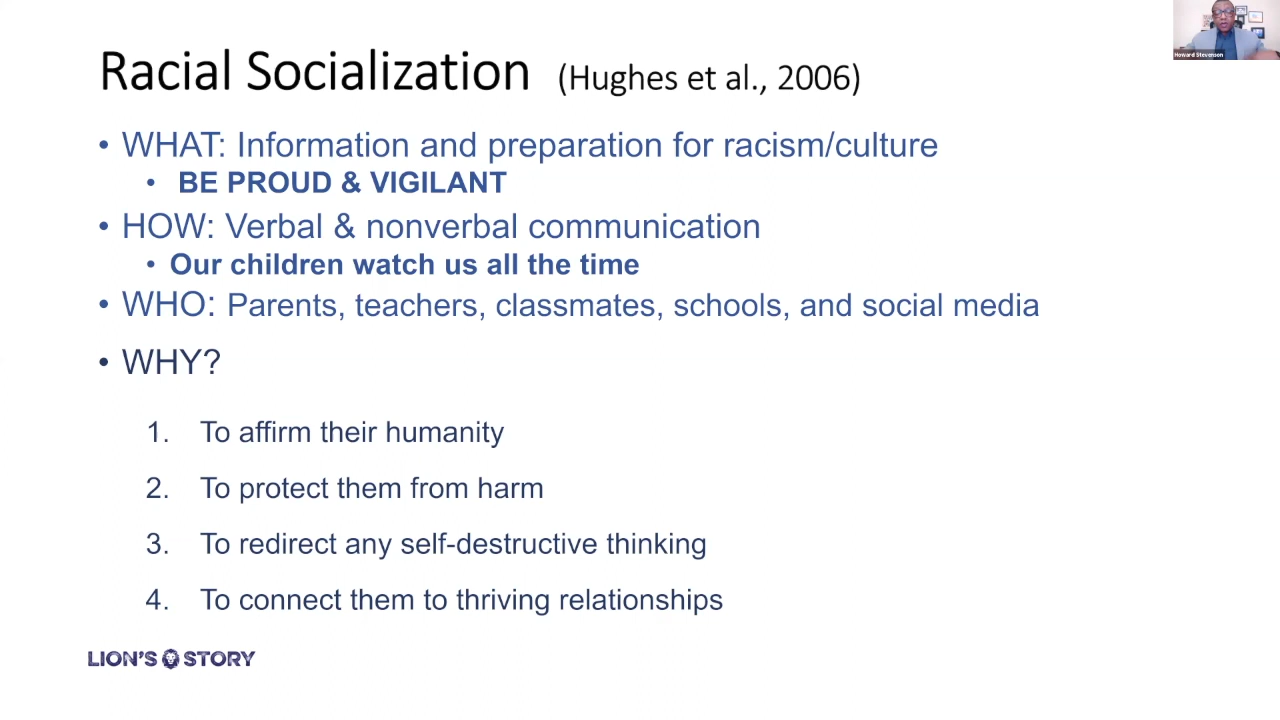 Racial Socialization (Hughes et al., 2006)
• WHAT: Information and preparation for racism/culture
• BE PROUD & VIGILANT
• HOW: Verbal & nonverbal communication
• Our children watch us all the time
• WHO: Parents, teachers, classmates, schools, and social media
• WHY?
1. To affirm their humanity
2. To protect them from harm
3. To redirect any self-destructive thinking
4. To connect them to thriving relationships
LION'S STORY
Howard Stevenson